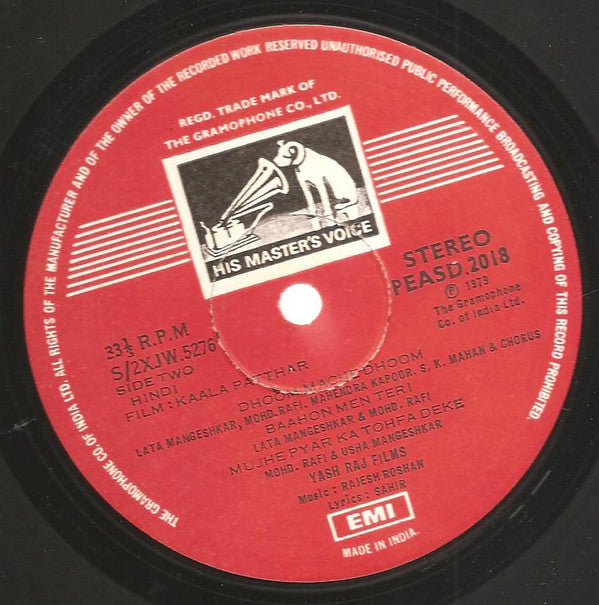 THE GRAMOPHONE CO. OF INDIA LTD. ALL RIGHTS OF THE MANUFACTURER AND OF THE OWNER OF THE RECORDED WORK RESERVED UNAUTHORISED PUBLIC PERFORMANCE BROADCASTING AND COPYING OF THIS RECORD PROHIBITED.
REGD. TRADE MARK OF
THE GRAMOPHONE CO., LTD.
HIS MASTER'S VOICE
STEREO
PEASD.2018
Ⓟ 1979
The Gramophone
Co. of India Ltd.
33⅓ R.P.M
S/2XJW.5276
SIDE TWO
HINDI
FILM: KAALA PATTHAR
DHOOM MACHE DHOOM
LATA MANGESHKAR, MOHD. RAFI, MAHENDRA KAPOOR, S. K. MAHAN & CHORUS
BAAHON MEN TERI
LATA MANGESHKAR & MOHD. RAFI
MUJHE PYAR KA TOHFA DEKE
MOHD. RAFI & USHA MANGESHKAR
YASH RAJ FILMS
Music: RAJESH ROSHAN
Lyrics: SAHIR
EMI
MADE IN INDIA.